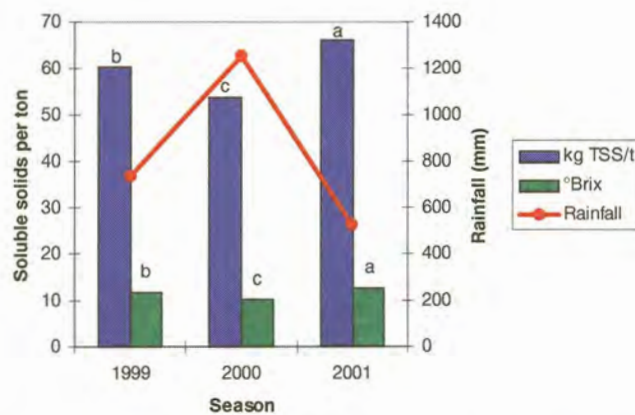 Soluble solids per ton
70
60
50
40
30
20
10
0
b
b
c
c
a
a
1400
1200
1000
800
600
400
200
0
Rainfall (mm)
1999
2000
2001
Season
kg TSS/t
°Brix
Rainfall